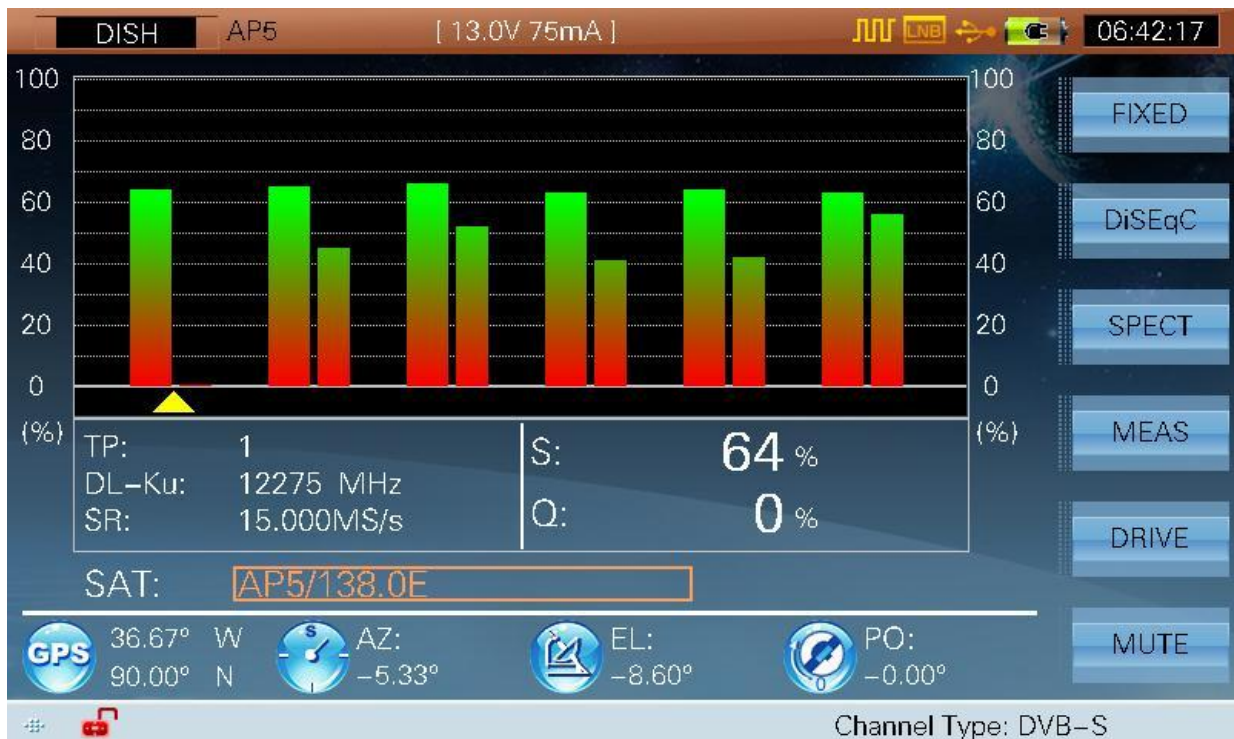 DISH AP5 [ 13.0V 75mA ] LNB 06:42:17
100 100
80 80
60 60
40 40
20 20
0 0
(%) (%)
TP: 1
DL-Ku: 12275 MHz
SR: 15.000MS/s
S: 64 %
Q: 0 %
SAT: AP5/138.0E
GPS 36.67° W
90.00° N
S AZ:
-5.33°
EL:
-8.60°
0 PO:
-0.00°
FIXED
DiSEqC
SPECT
MEAS
DRIVE
MUTE
Channel Type: DVB-S